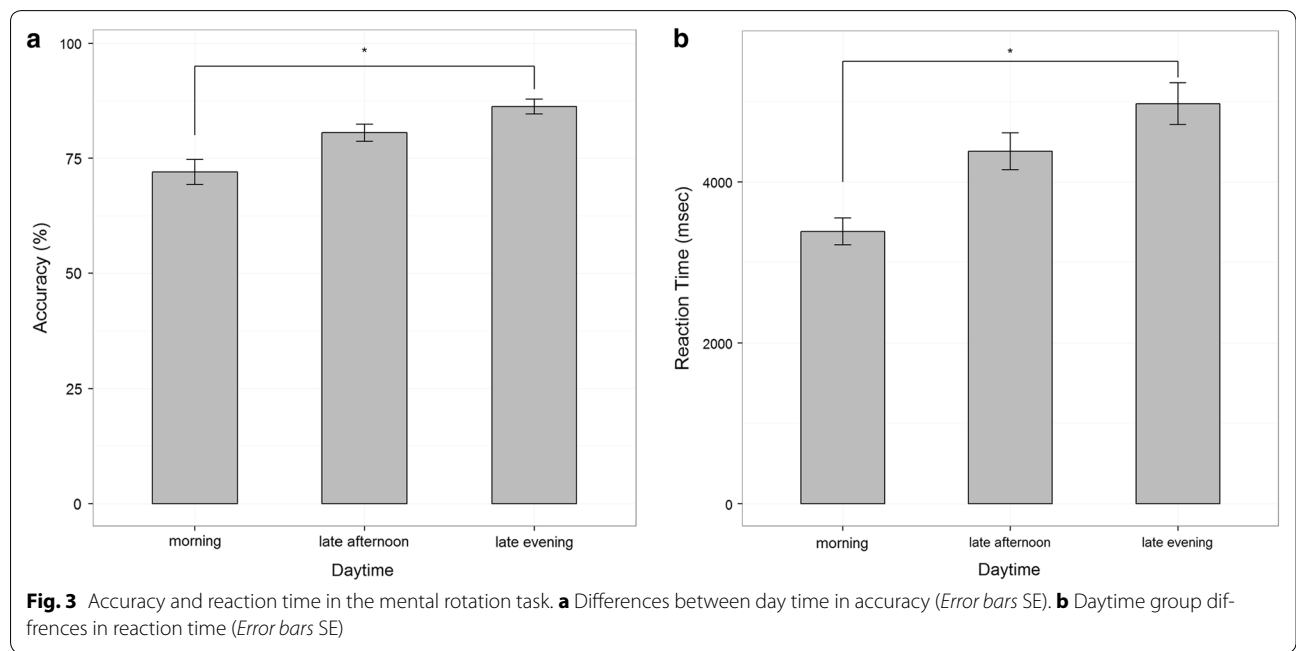 a
100
75
50
25
0
Accuracy (%)
*
morning
late afternoon
late evening
Daytime
b
4000
2000
0
Reaction Time (msec)
*
morning
late afternoon
late evening
Daytime
Fig. 3 Accuracy and reaction time in the mental rotation task. a Differences between day time in accuracy (Error bars SE). b Daytime group dif-
frences in reaction time (Error bars SE)